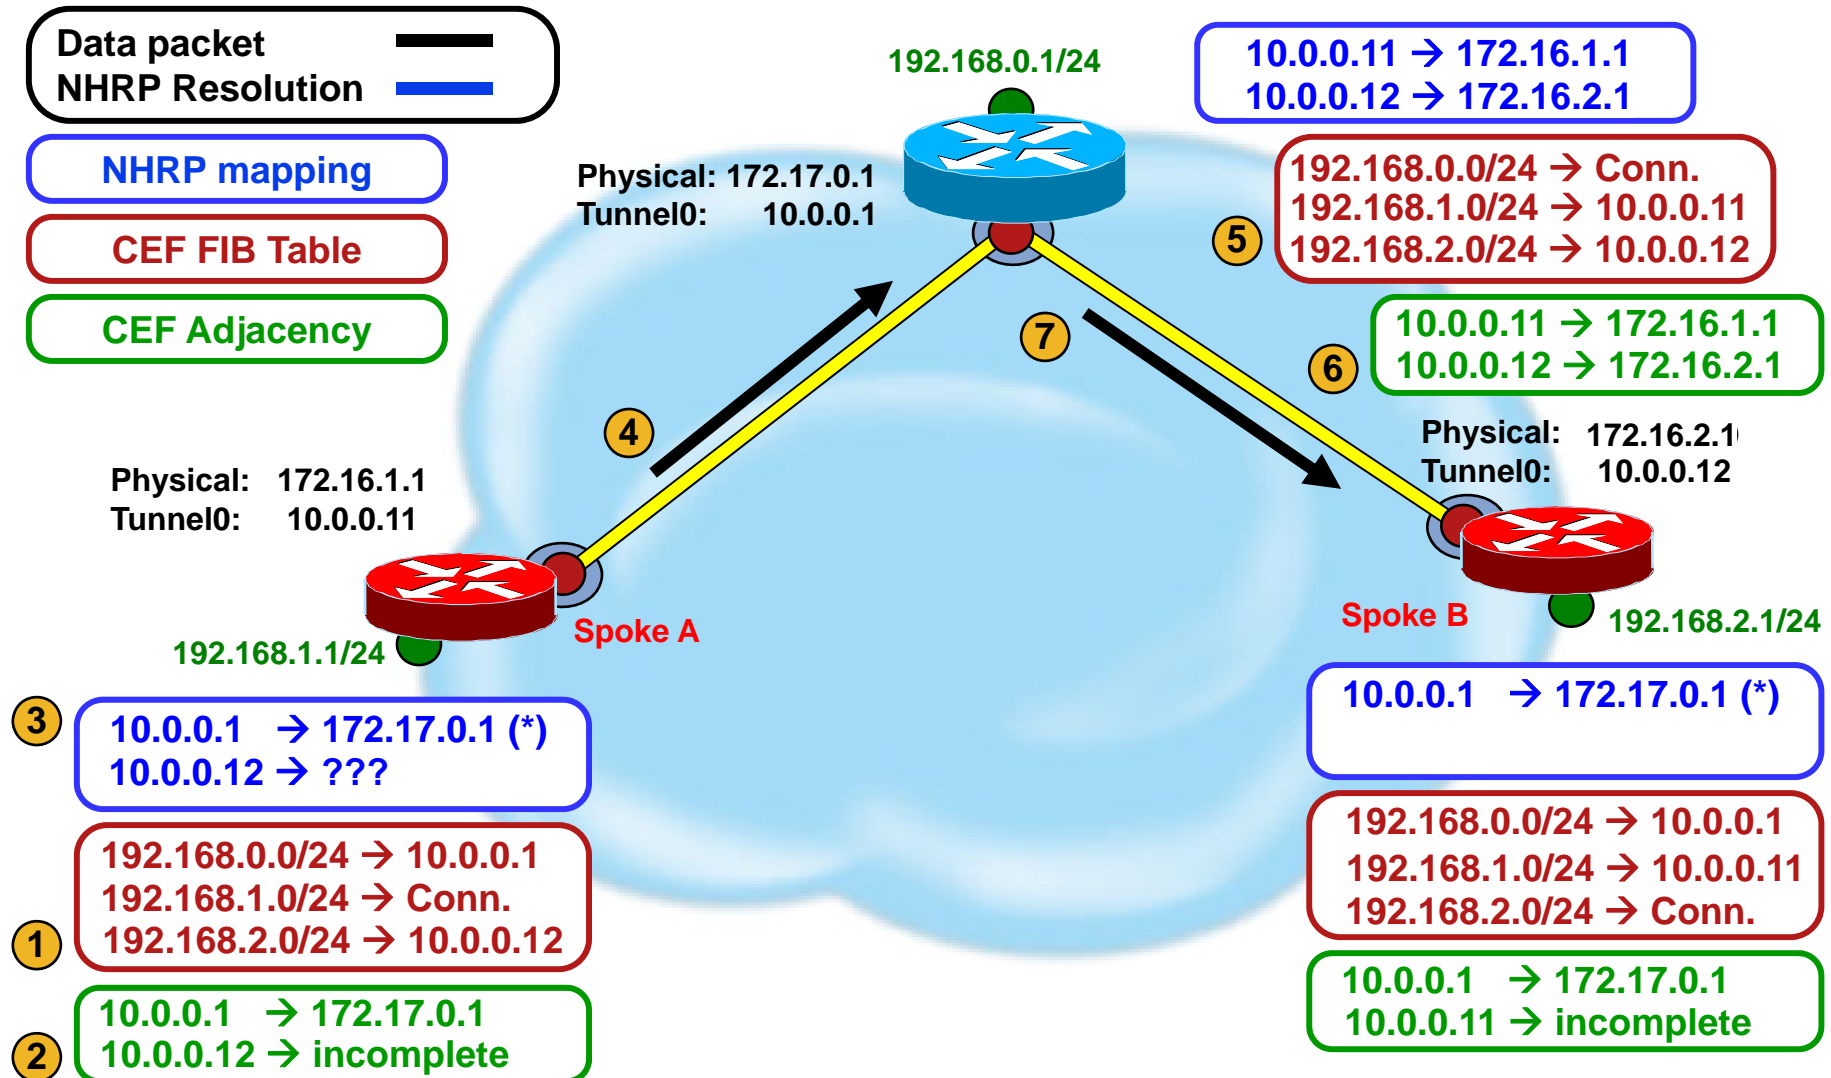 Data packet
NHRP Resolution
NHRP mapping
CEF FIB Table
CEF Adjacency
192.168.0.1/24
Physical: 172.17.0.1
Tunnel0: 10.0.0.1
10.0.0.11 → 172.16.1.1
10.0.0.12 → 172.16.2.1
5
192.168.0.0/24 → Conn.
192.168.1.0/24 → 10.0.0.11
192.168.2.0/24 → 10.0.0.12
6
10.0.0.11 → 172.16.1.1
10.0.0.12 → 172.16.2.1
7
4
Physical: 172.16.1.1
Tunnel0: 10.0.0.11
Spoke A
192.168.1.1/24
Physical: 172.16.2.1
Tunnel0: 10.0.0.12
Spoke B
192.168.2.1/24
3
10.0.0.1 → 172.17.0.1 (*)
10.0.0.12 → ???
192.168.0.0/24 → 10.0.0.1
192.168.1.0/24 → Conn.
1
192.168.2.0/24 → 10.0.0.12
10.0.0.1 → 172.17.0.1
2
10.0.0.12 → incomplete
10.0.0.1 → 172.17.0.1 (*)
192.168.0.0/24 → 10.0.0.1
192.168.1.0/24 → 10.0.0.11
192.168.2.0/24 → Conn.
10.0.0.1 → 172.17.0.1
10.0.0.11 → incomplete